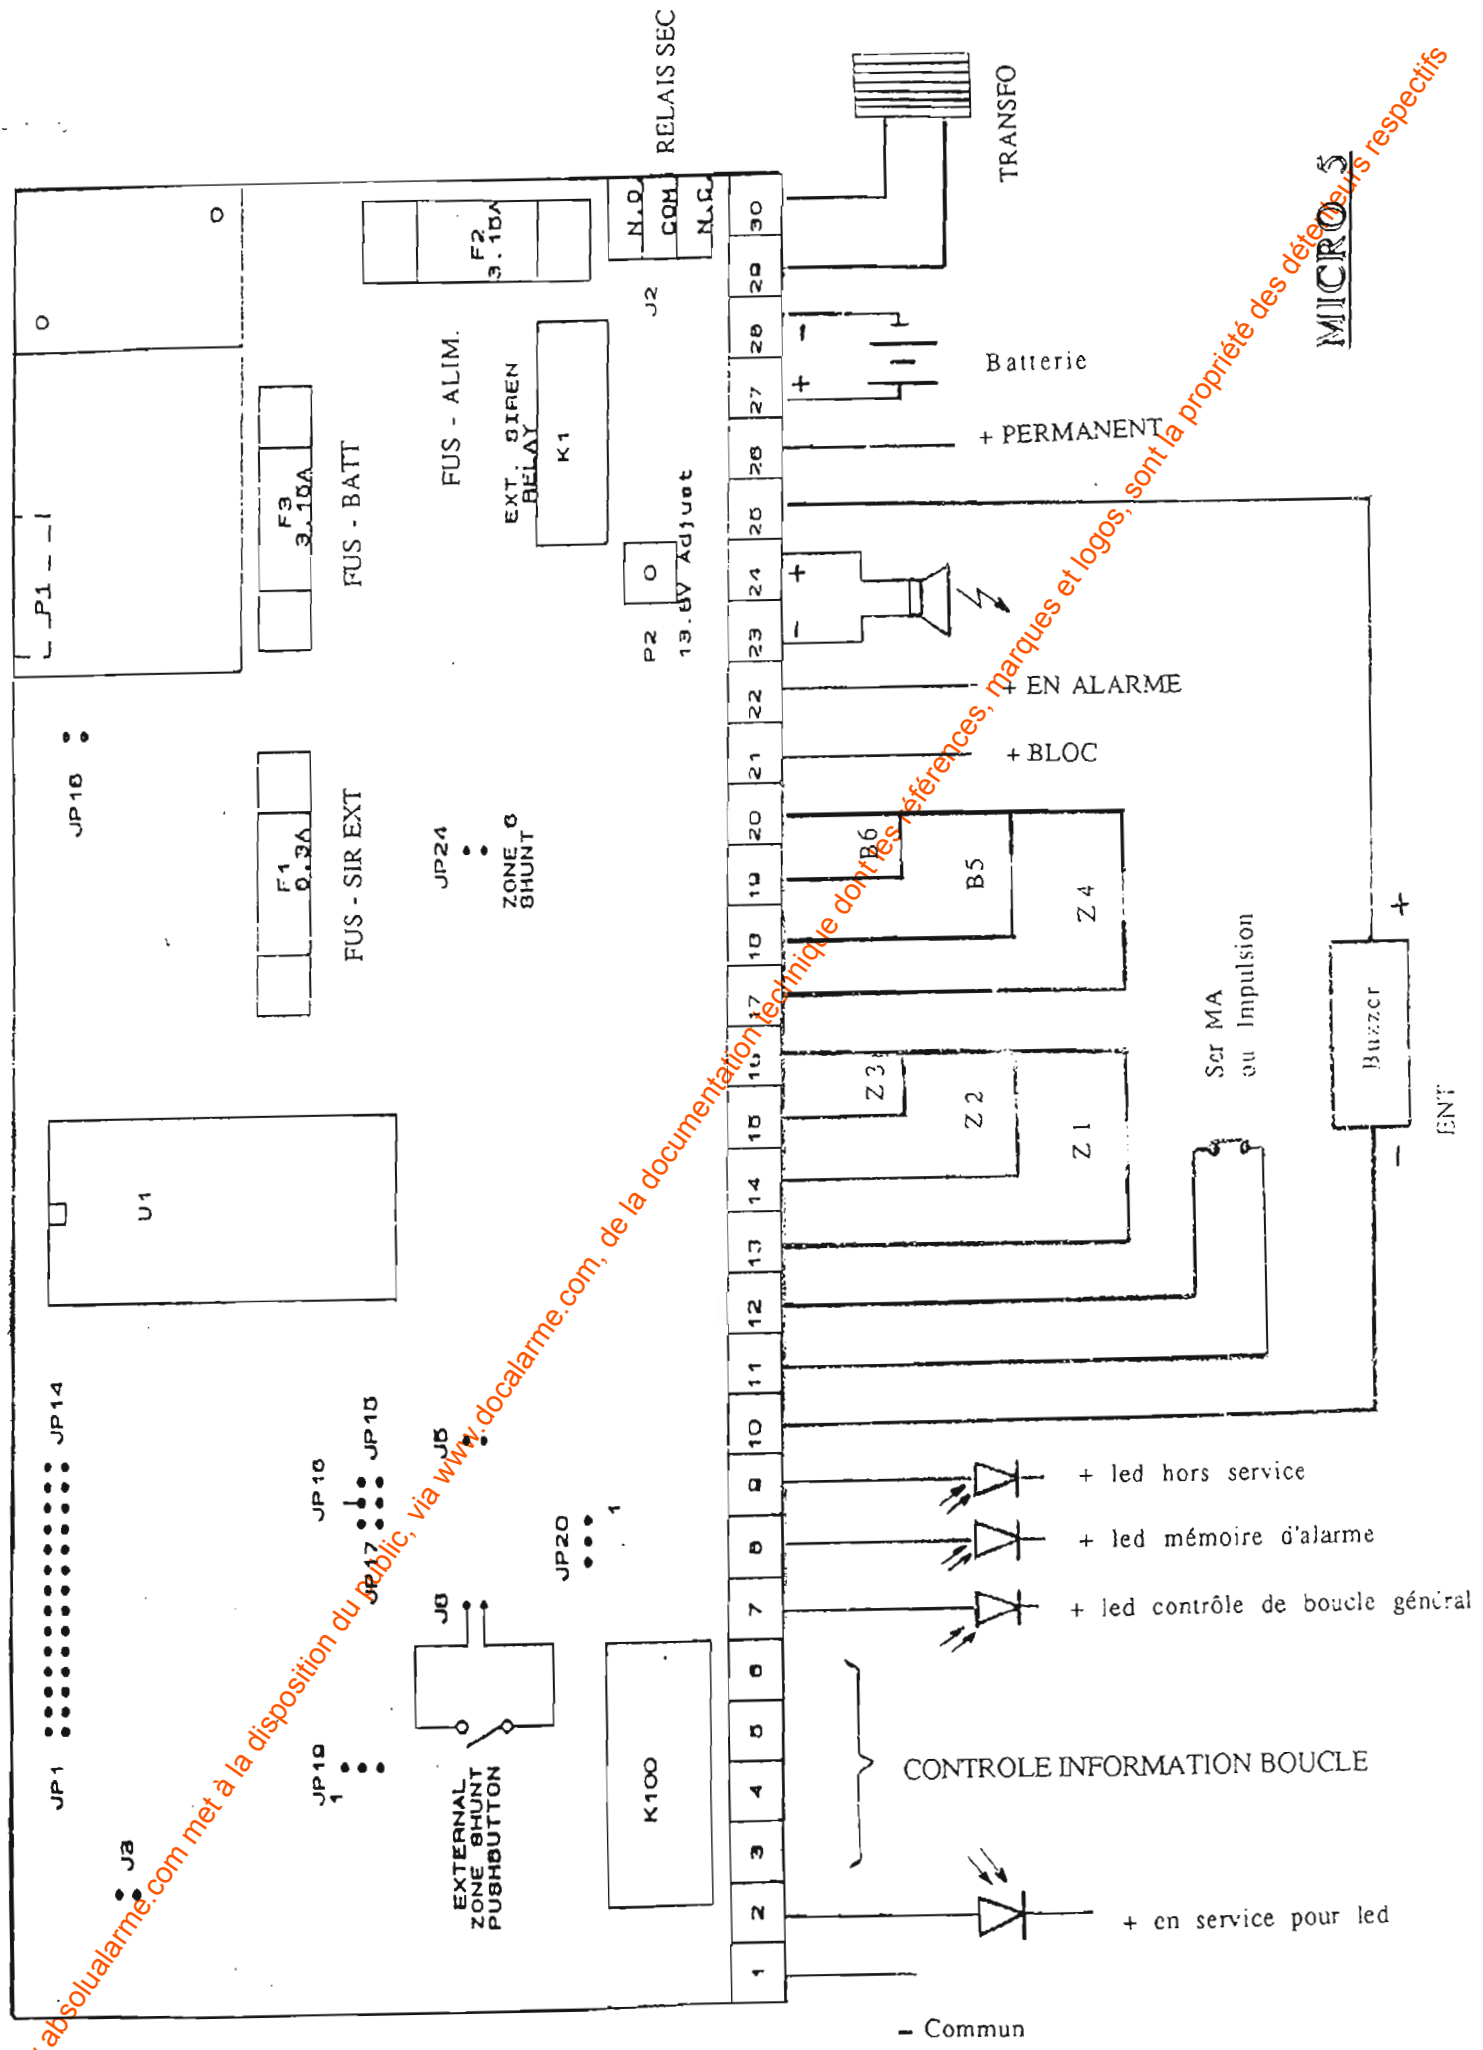 RELAIS SEC
TRANSFO
MICRO 5
N.O.
COM
N.C.
J2
F2
3.15A
FUS - ALIM.
EXT. SIREN
RELAY
K1
P1
F3
3.15A
FUS - BATT
P2
13.8V Adjust
JP18
F1
FUS - SIR EXT
JP24
ZONE 6
SHUNT
U1
JP14
JP1
JP16
JP15
JP17
J5
J6
JP20
1
JP19
1
J3
EXTERNAL
ZONE SHUNT
PUSHBUTTON
K100
30
29
28
27
26
25
24
23
22
21
20
19
18
17
16
15
14
13
12
11
10
9
8
7
6
5
4
3
2
1
-
+
Batterie
+ PERMANENT
+
-
+ EN ALARME
+ BLOC
B6
B5
Z 4
Z 3
Z 2
Z 1
Ser MA
ou Impulsion
+
Buzzer
-
ENT
+ led hors service
+ led mémoire d'alarme
+ led contrôle de boucle général
CONTROLE INFORMATION BOUCLE
+ en service pour led
- Commun
absolualarme.com met à la disposition du public, via www.docalarme.com, de la documentation technique dont les références, marques et logos, sont la propriété des détenteurs respectifs